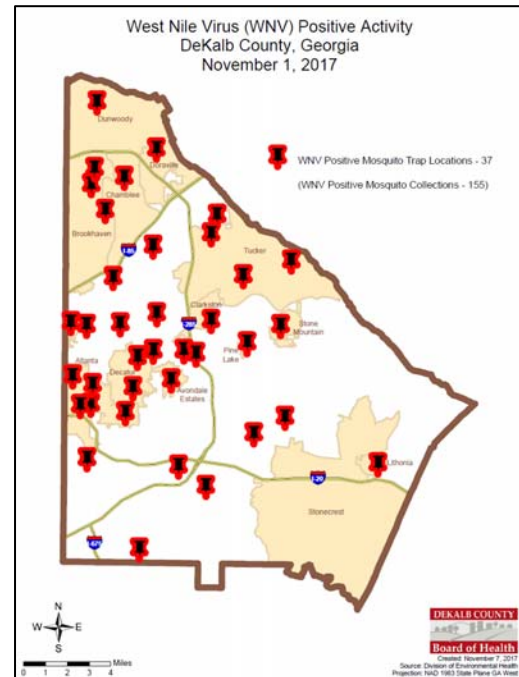 West Nile Virus (WNV) Positive Activity
DeKalb County, Georgia
November 1, 2017
Dunwoody
Doraville
WNV Positive Mosquito Trap Locations - 37
(WNV Positive Mosquito Collections - 155)
Chamblee
Brookhaven
I-85
Tucker
Clarkston
I-285
Stone
Mountain
Pine
Lake
Atlanta
Decatur
Avondale
Estates
Lithonia
I-20
Stonecrest
I-675
N
W E
S
0 1 2 3 4 Miles
DEKALB COUNTY
Board of Health
Created: November 7, 2017
Source: Division of Environmental Health
Projection: NAD 1983 State Plane GA West